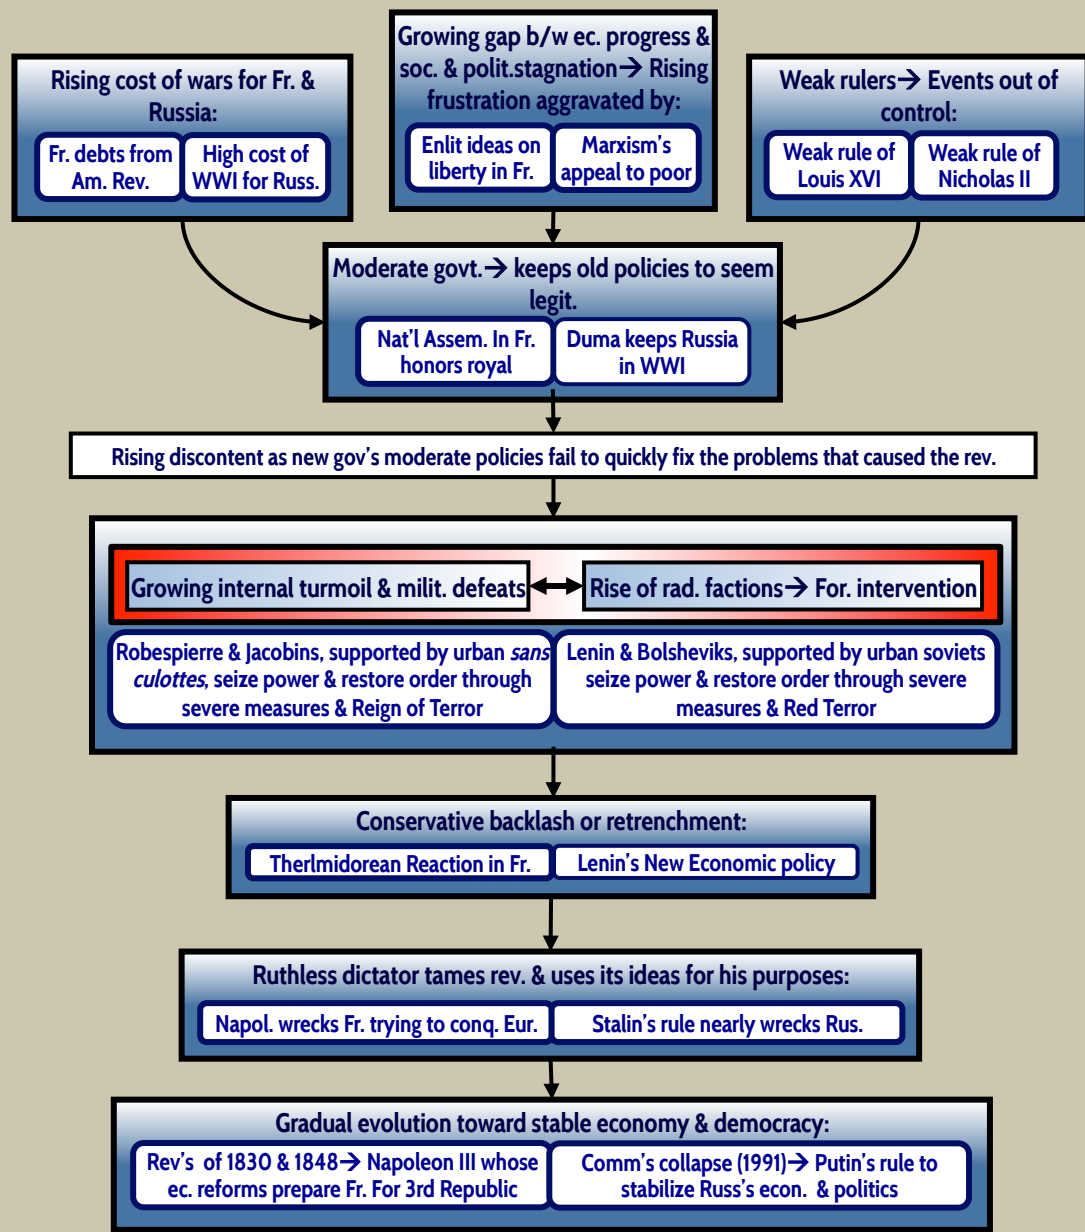 Rising cost of wars for Fr. &
Russia:
Fr. debts from
Am. Rev.
High cost of
WWI for Russ.
Growing gap b/w ec. progress &
soc. & polit.stagnation→ Rising
frustration aggravated by:
Enlit ideas on
liberty in Fr.
Marxism's
appeal to poor
Weak rulers→ Events out of
control:
Weak rule of
Louis XVI
Weak rule of
Nicholas II
Moderate govt.→ keeps old policies to seem
legit.
Nat'l Assem. In Fr.
honors royal
Duma keeps Russia
in WWI
Rising discontent as new gov's moderate policies fail to quickly fix the problems that caused the rev.
Growing internal turmoil & milit. defeats
Rise of rad. factions→ For. intervention
Robespierre & Jacobins, supported by urban sans
culottes, seize power & restore order through
severe measures & Reign of Terror
Lenin & Bolsheviks, supported by urban soviets
seize power & restore order through severe
measures & Red Terror
Conservative backlash or retrenchment:
Therlmidorean Reaction in Fr.
Lenin's New Economic policy
Ruthless dictator tames rev. & uses its ideas for his purposes:
Napol. wrecks Fr. trying to conq. Eur.
Stalin's rule nearly wrecks Rus.
Gradual evolution toward stable economy & democracy:
Rev's of 1830 & 1848→ Napoleon III whose
ec. reforms prepare Fr. For 3rd Republic
Comm's collapse (1991)→ Putin's rule to
stabilize Russ's econ. & politics